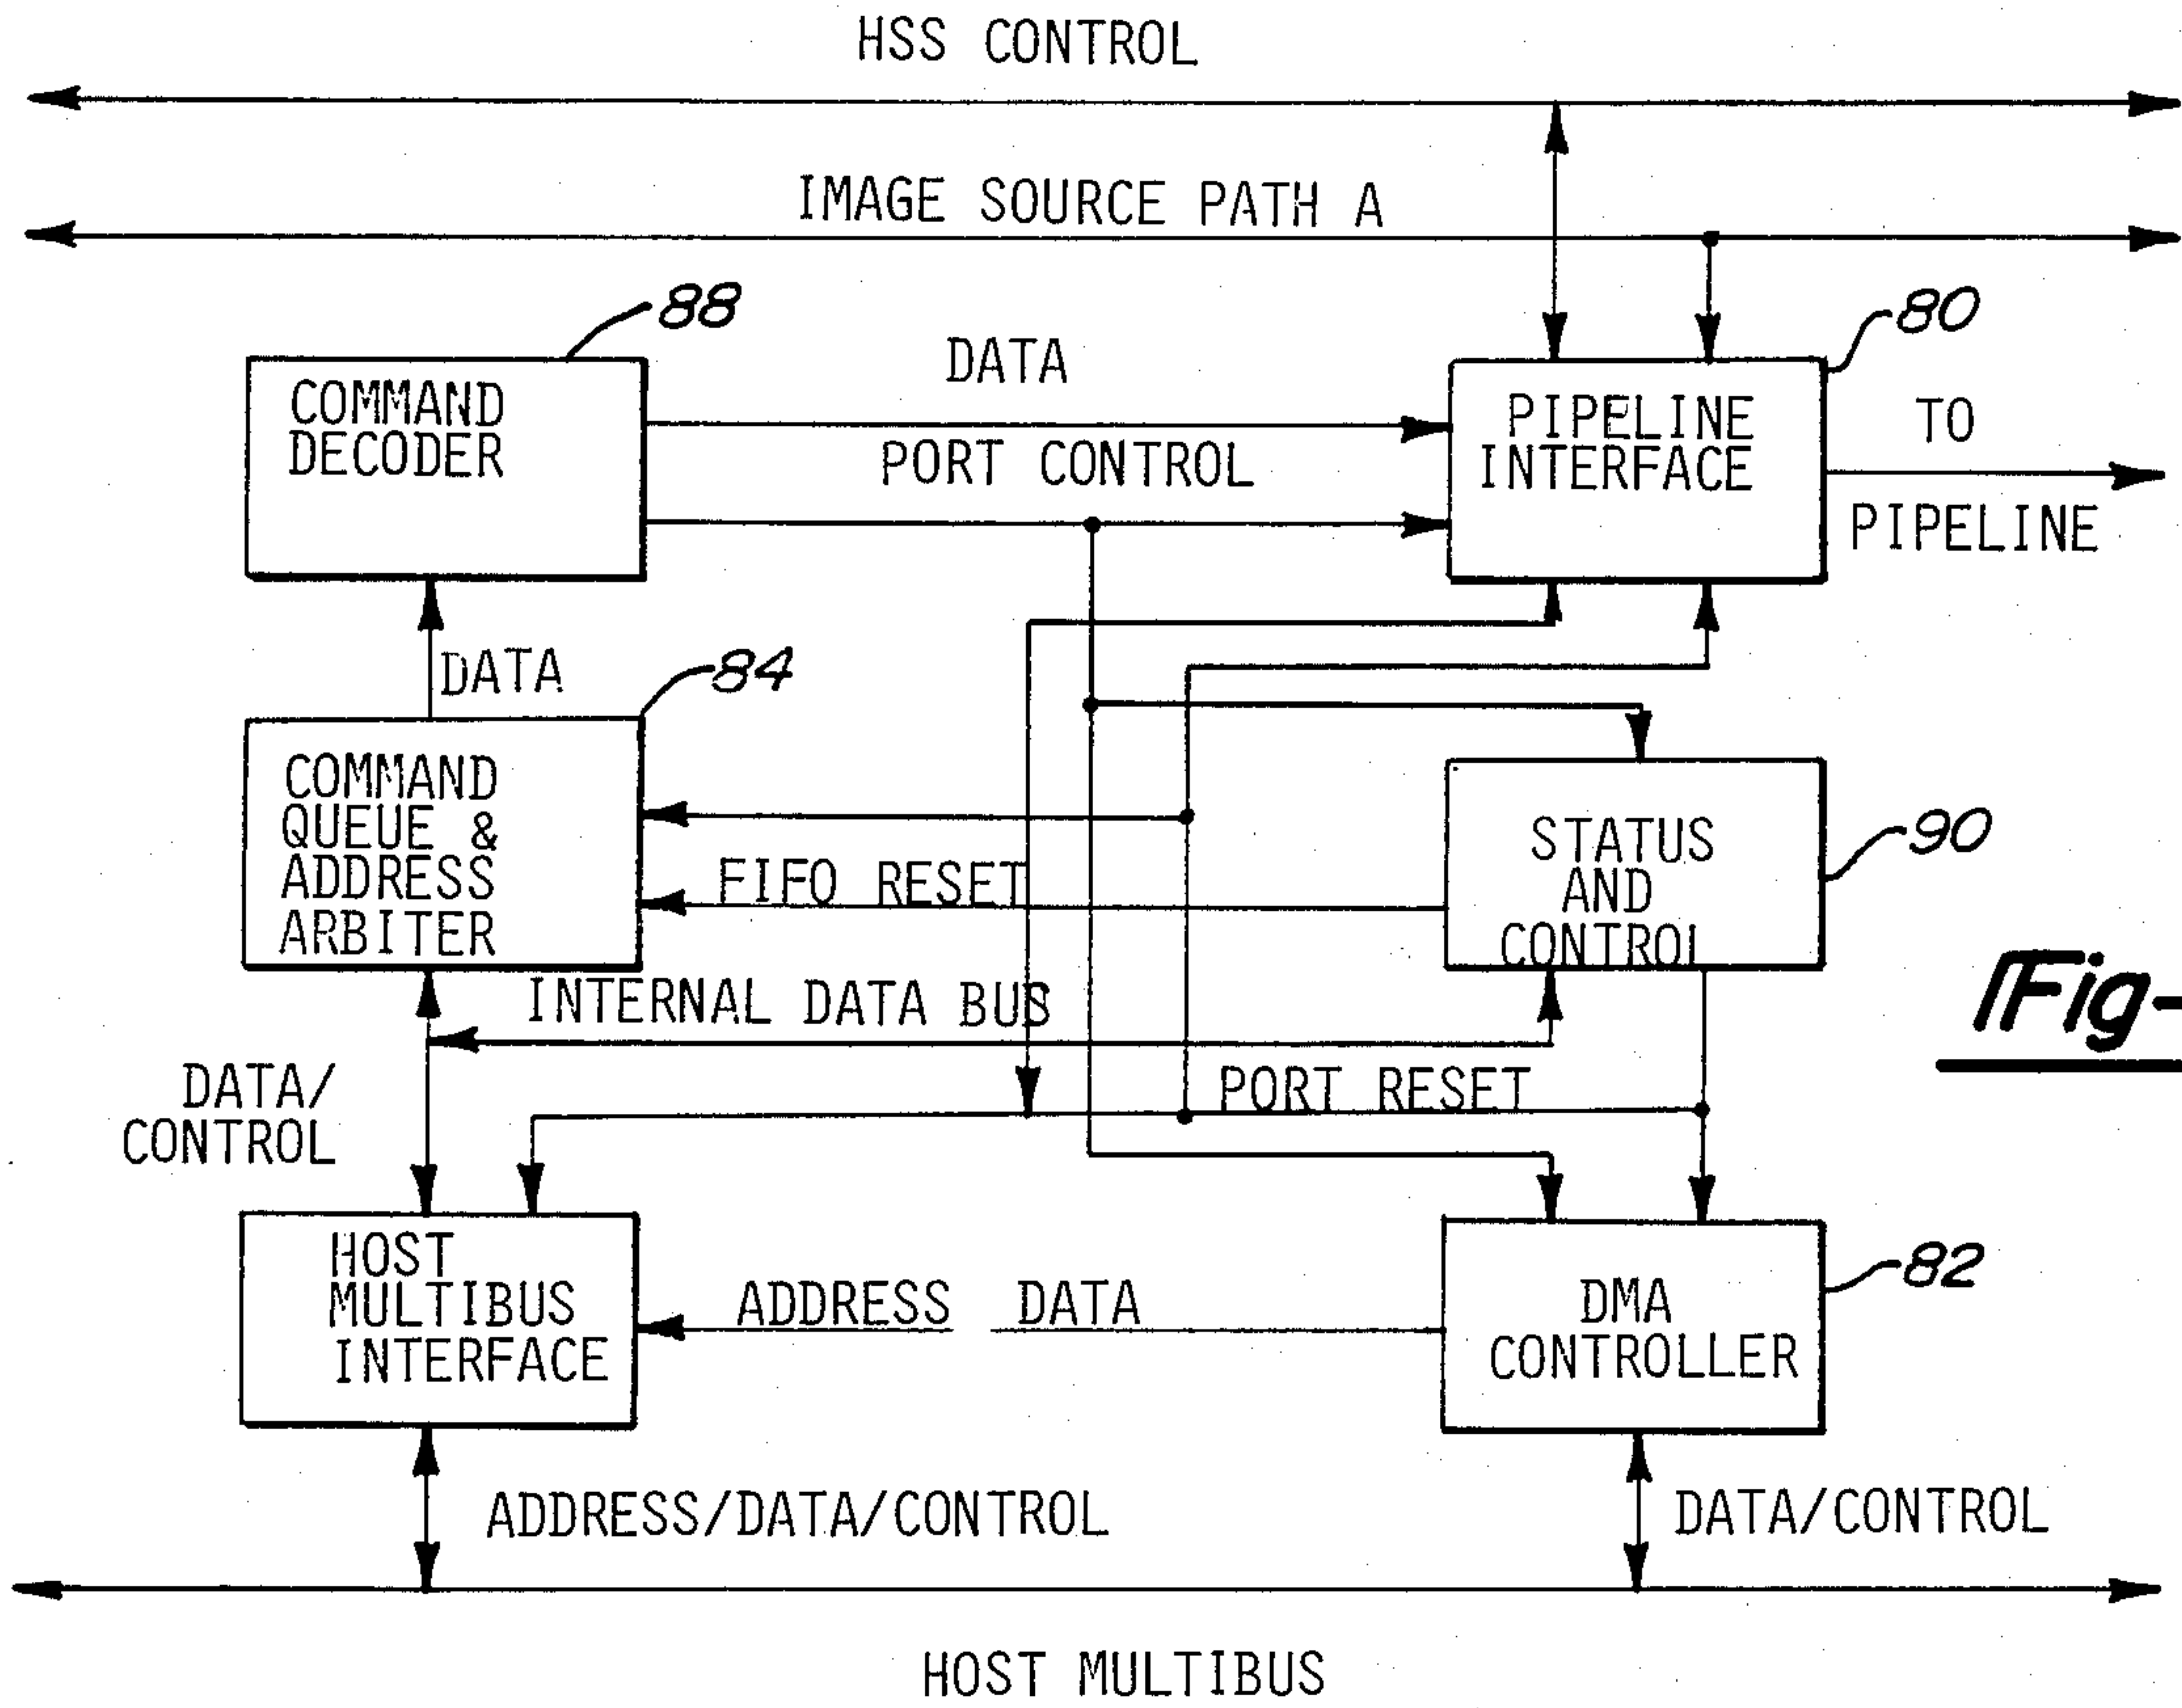 HSS CONTROL
IMAGE SOURCE PATH A
88
80
COMMAND
DECODER
DATA
PORT CONTROL
PIPELINE
INTERFACE
TO
PIPELINE
DATA
84
COMMAND
QUEUE &
ADDRESS
ARBITER
FIFO RESET
STATUS
AND
CONTROL
90
INTERNAL DATA BUS
Fig-
DATA/
CONTROL
PORT RESET
HOST
MULTIBUS
INTERFACE
ADDRESS DATA
DMA
CONTROLLER
82
ADDRESS/DATA/CONTROL
DATA/CONTROL
HOST MULTIBUS